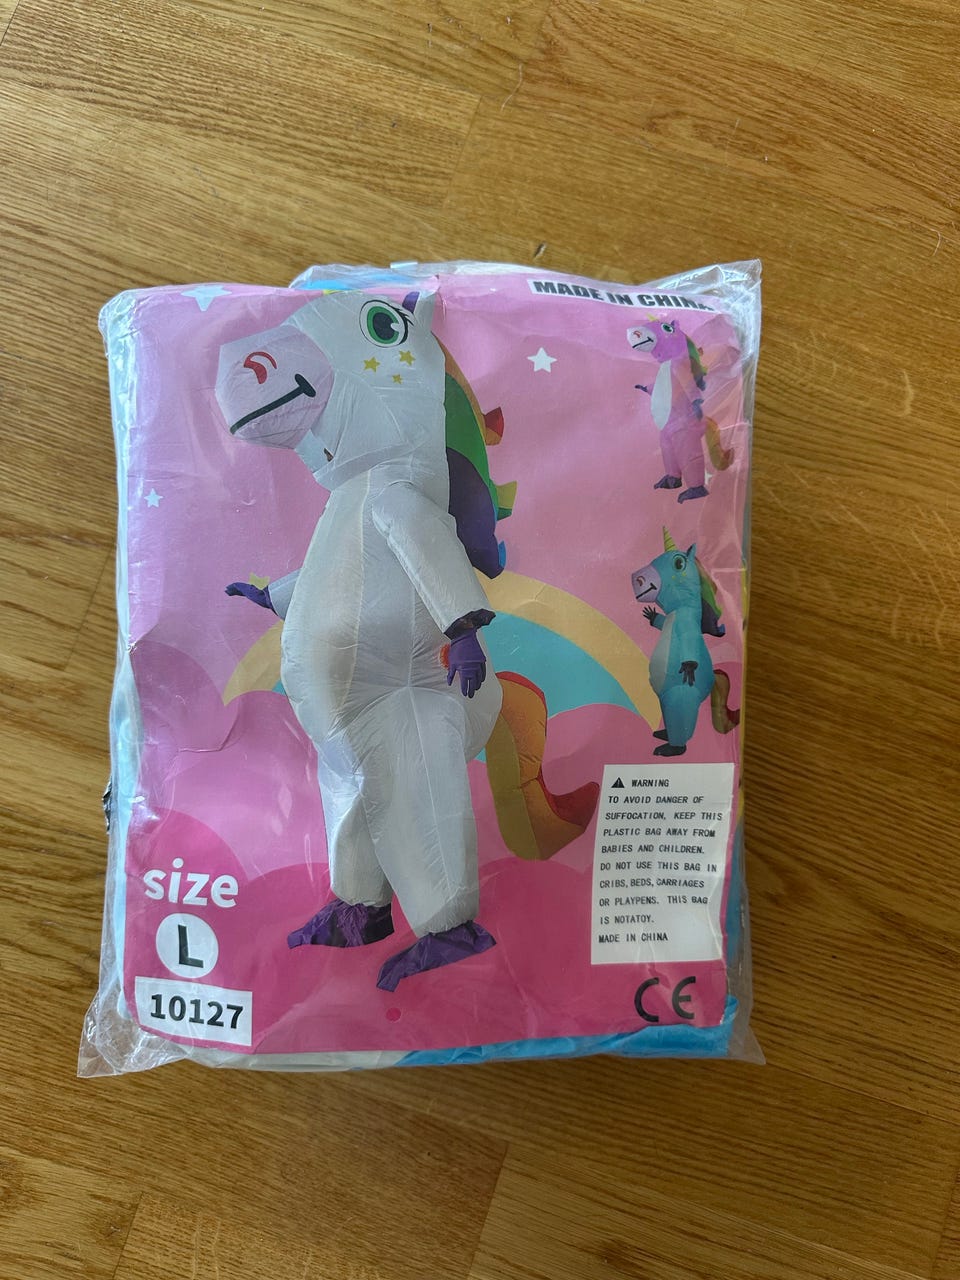 MADE IN CHINA
size
L
10127
⚠ WARNING
TO AVOID DANGER OF
SUFFOCATION, KEEP THIS
PLASTIC BAG AWAY FROM
BABIES AND CHILDREN.
DO NOT USE THIS BAG IN
CRIBS, BEDS, CARRIAGES
OR PLAYPENS. THIS BAG
IS NOTATOY.
MADE IN CHINA
CE